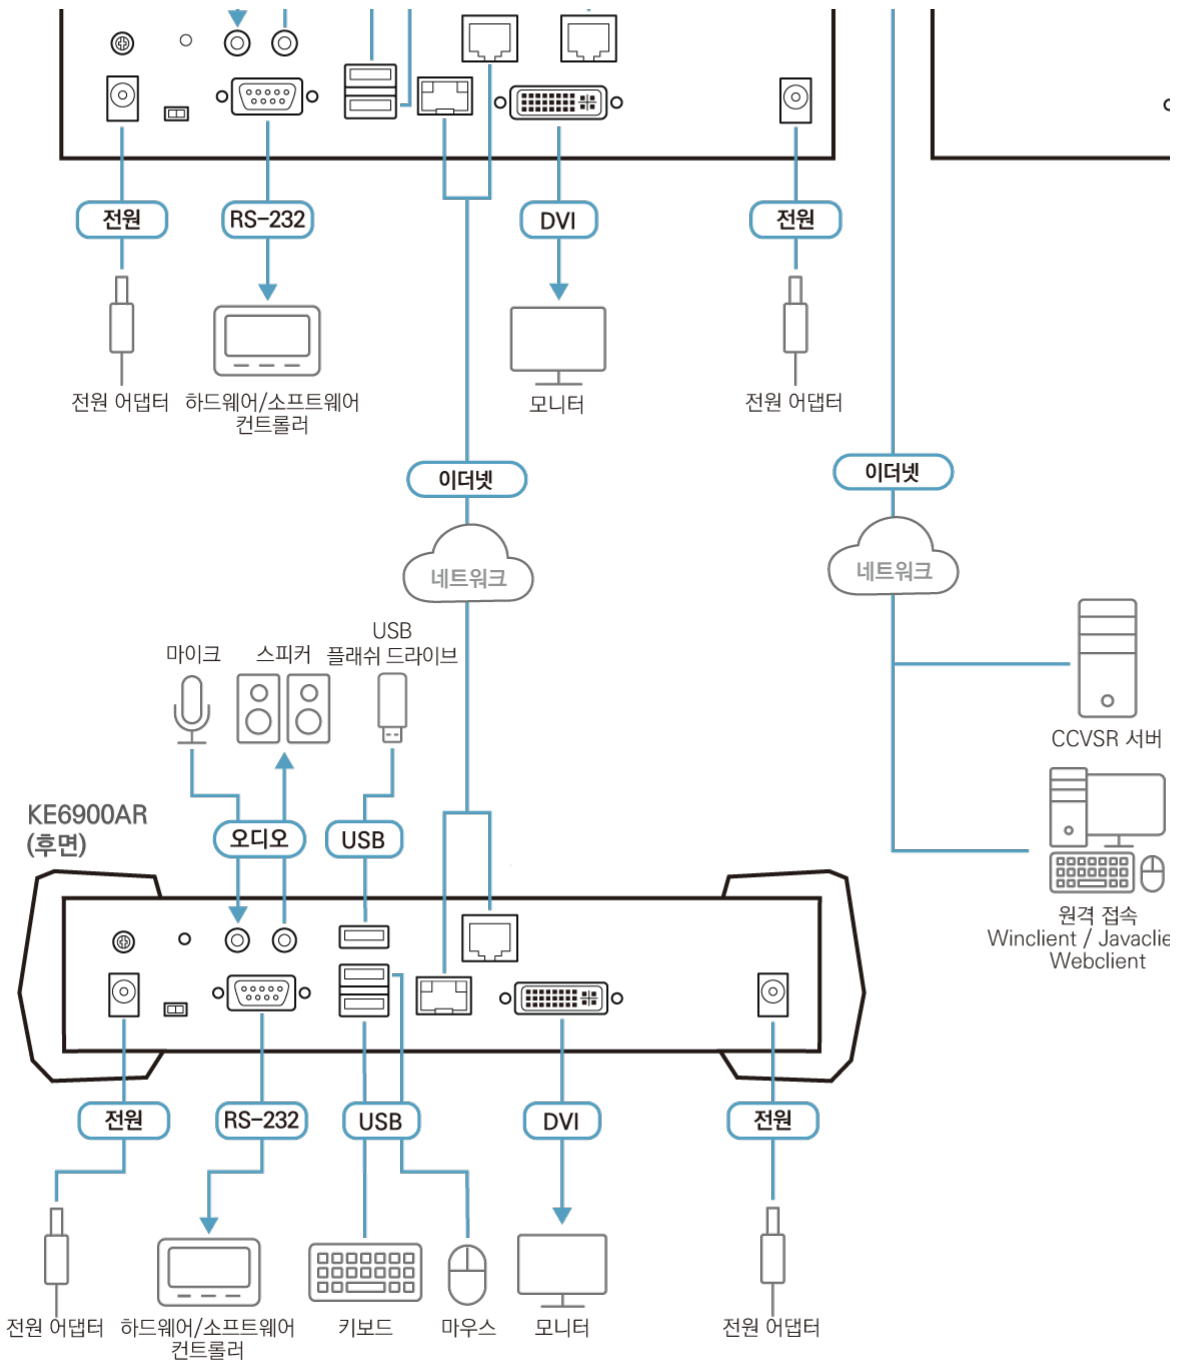 전원
RS-232
DVI
전원
전원 어댑터
하드웨어/소프트웨어
컨트롤러
모니터
전원 어댑터
이더넷
이더넷
네트워크
네트워크
마이크
스피커
USB
플래쉬 드라이브
CCVSR 서버
KE6900AR
(후면)
오디오
USB
원격 접속
Winclient / Javaclie
Webclient
전원
RS-232
USB
DVI
전원
전원 어댑터
하드웨어/소프트웨어
컨트롤러
키보드
마우스
모니터
전원 어댑터